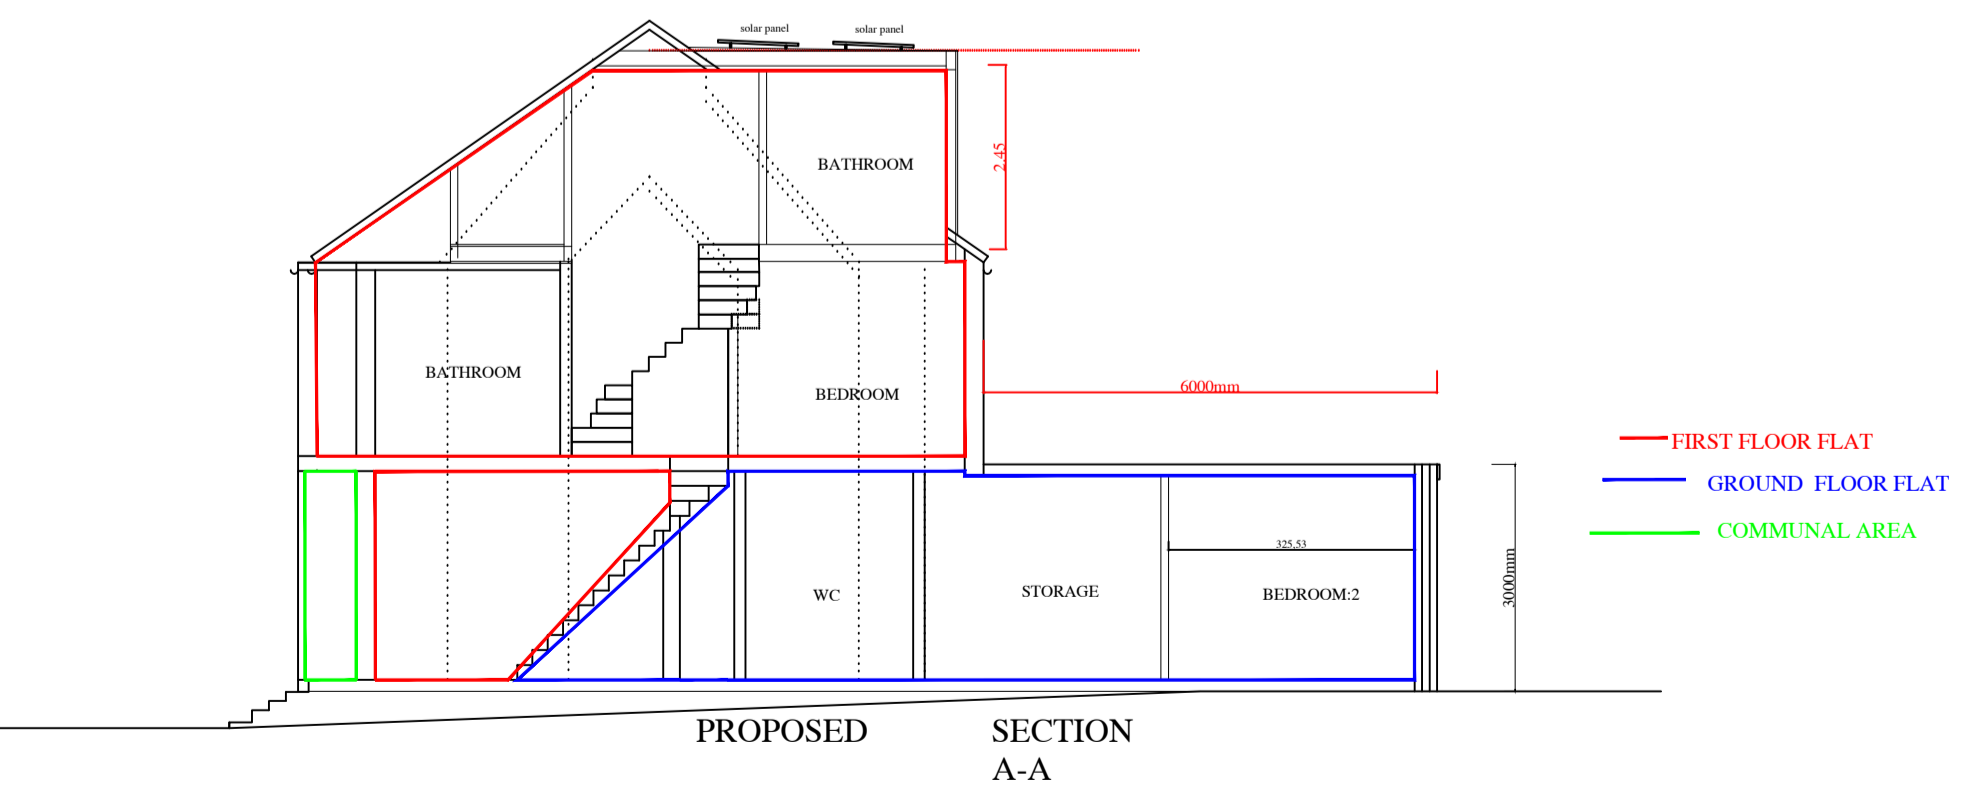 solar panel
solar panel
BATHROOM
2.45
BATHROOM
BEDROOM
6000mm
FIRST FLOOR FLAT
GROUND FLOOR FLAT
COMMUNAL AREA
325,53
WC
STORAGE
BEDROOM:2
3000mm
PROPOSED SECTION
A-A